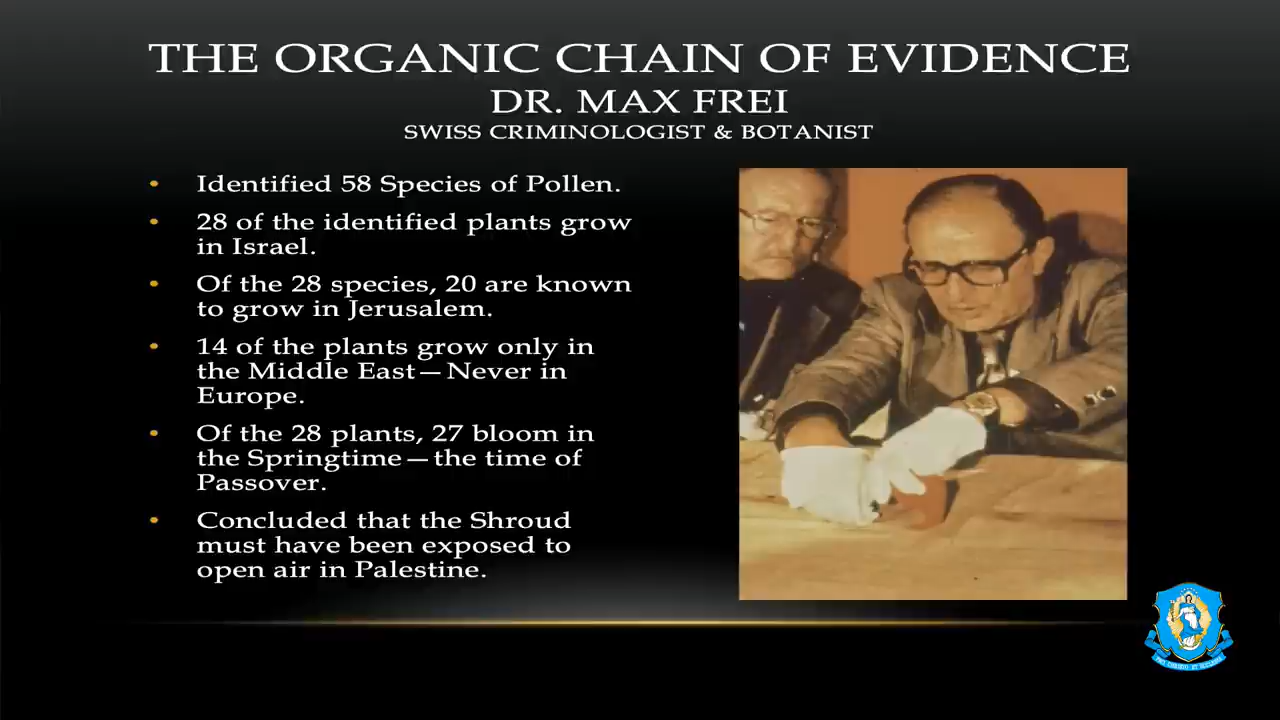 THE ORGANIC CHAIN OF EVIDENCE
DR. MAX FREI
SWISS CRIMINOLOGIST & BOTANIST
• Identified 58 Species of Pollen.
• 28 of the identified plants grow
in Israel.
• Of the 28 species, 20 are known
to grow in Jerusalem.
• 14 of the plants grow only in
the Middle East—Never in
Europe.
• Of the 28 plants, 27 bloom in
the Springtime—the time of
Passover.
• Concluded that the Shroud
must have been exposed to
open air in Palestine.